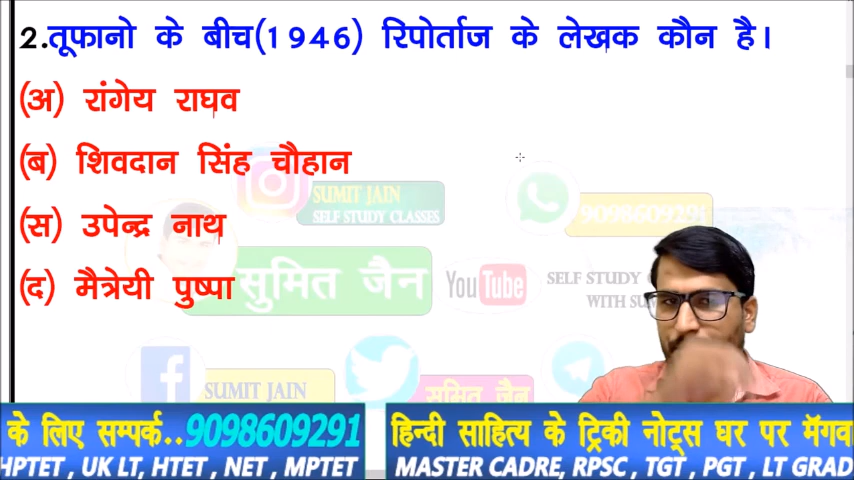 2.तूफानो के बीच(1946) रिपोर्ताज के लेखक कौन है।
(अ) रांगेय राघव
(ब) शिवदान सिंह चौहान
SUMIT JAIN
SELF STUDY CLASSES
9098609291
(स) उपेन्द्र नाथ
(द) मैत्रेयी पुष्पा
सुमित जैन
YouTube
SELF STUDY
WITH
SUMIT JAIN
सुमित जैन
के लिए सम्पर्क..9098609291
हिन्दी साहित्य के ट्रिकी नोट्स घर पर मॅगव
HPTET , UK LT, HTET , NET , MPTET
MASTER CADRE, RPSC , TGT , PGT , LT GRAD